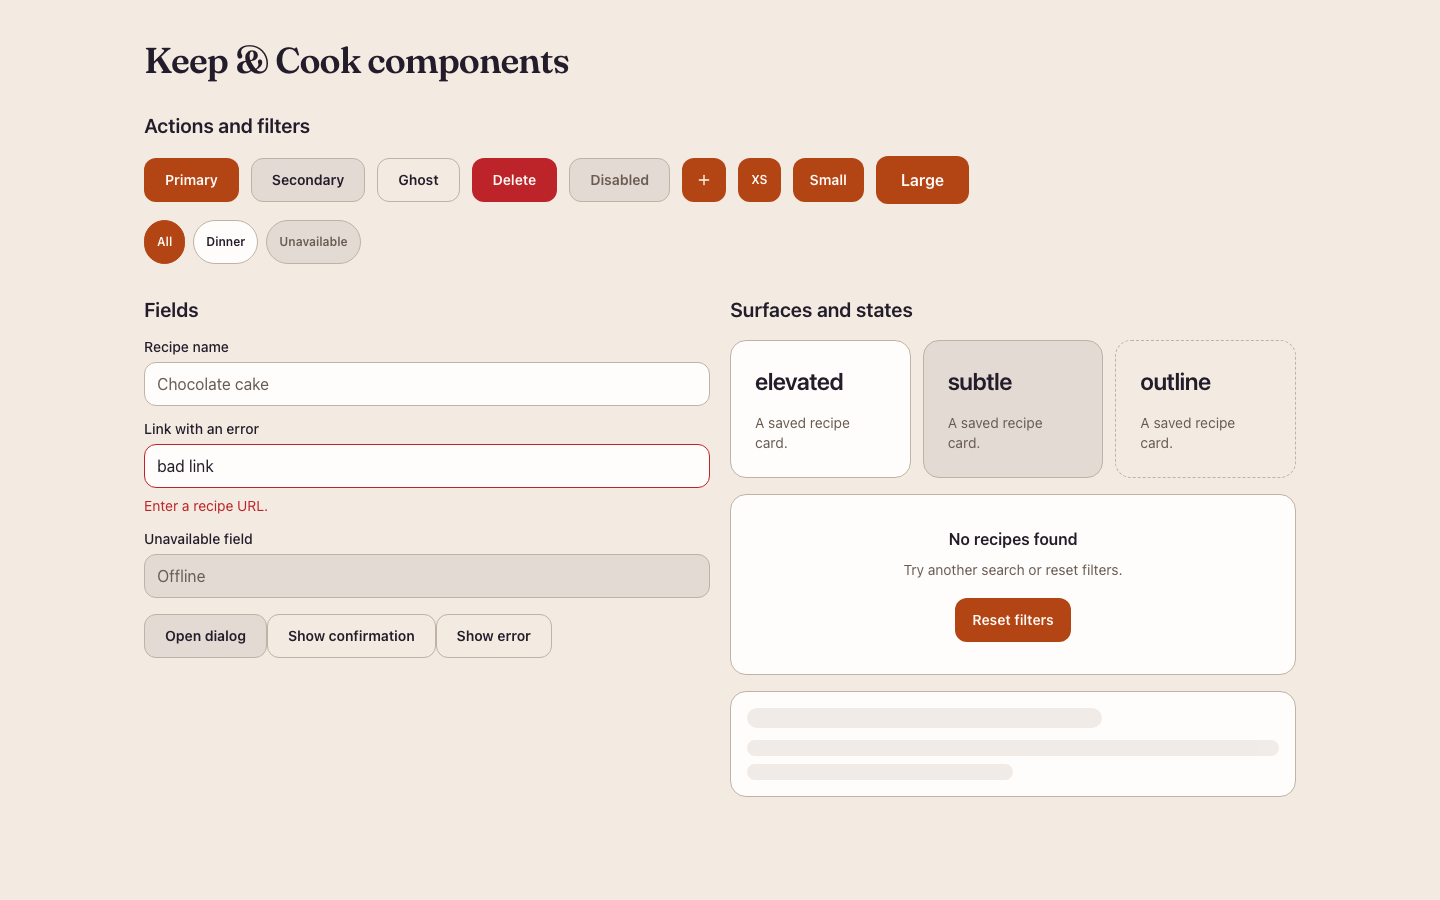 Keep & Cook components
Actions and filters
Primary
Secondary
Ghost
Delete
Disabled
+
XS
Small
Large
All
Dinner
Unavailable
Fields
Recipe name
Chocolate cake
Link with an error
bad link
Enter a recipe URL.
Unavailable field
Offline
Open dialog
Show confirmation
Show error
Surfaces and states
elevated
A saved recipe
card.
subtle
A saved recipe
card.
outline
A saved recipe
card.
No recipes found
Try another search or reset filters.
Reset filters